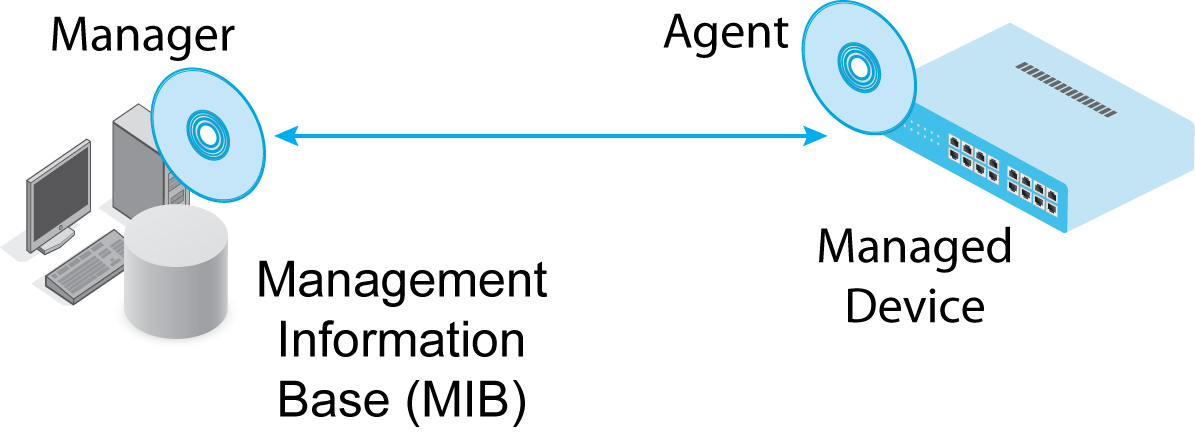 Manager
Agent
Managed
Device
Management
Information
Base (MIB)